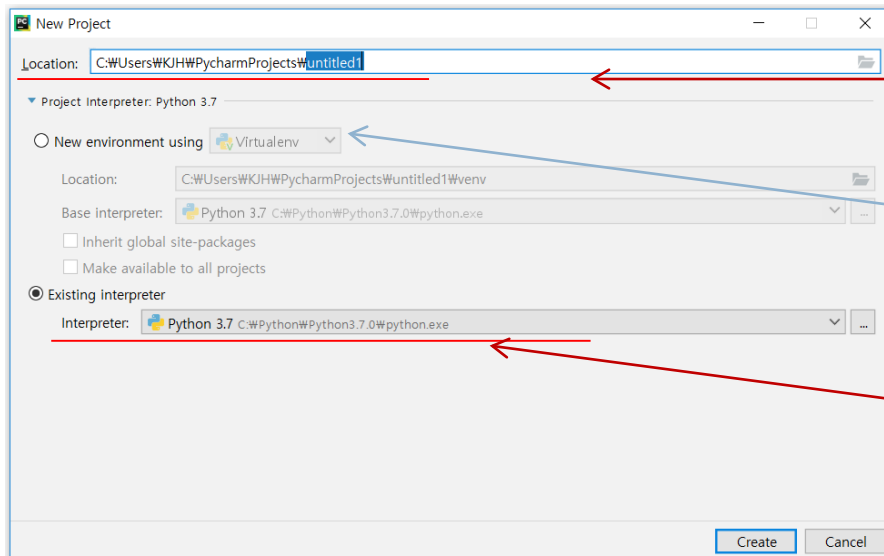 New Project
Location: C:₩Users₩KJH₩PycharmProjects₩untitled1
Project Interpreter: Python 3.7
New environment using Virtualenv
Location: C:₩Users₩KJH₩PycharmProjects₩untitled1₩venv
Base interpreter: Python 3.7 C:₩Python₩Python3.7.0₩python.exe ...
Inherit global site-packages
Make available to all projects
Existing interpreter
Interpreter: Python 3.7 C:₩Python₩Python3.7.0₩python.exe ...
Create Cancel